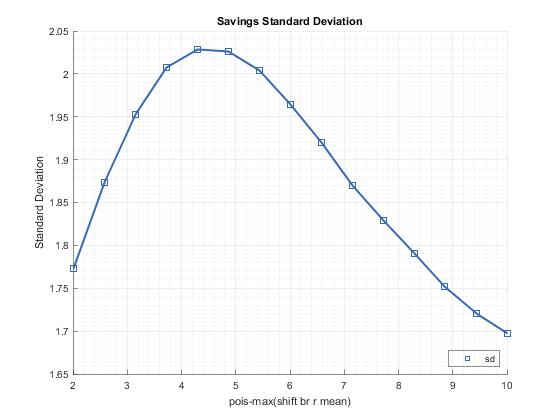 Savings Standard Deviation
2.05
2
1.95
1.9
1.85
1.8
1.75
1.7
1.65
Standard Deviation
sd
2 3 4 5 6 7 8 9 10
pois-max(shift br r mean)